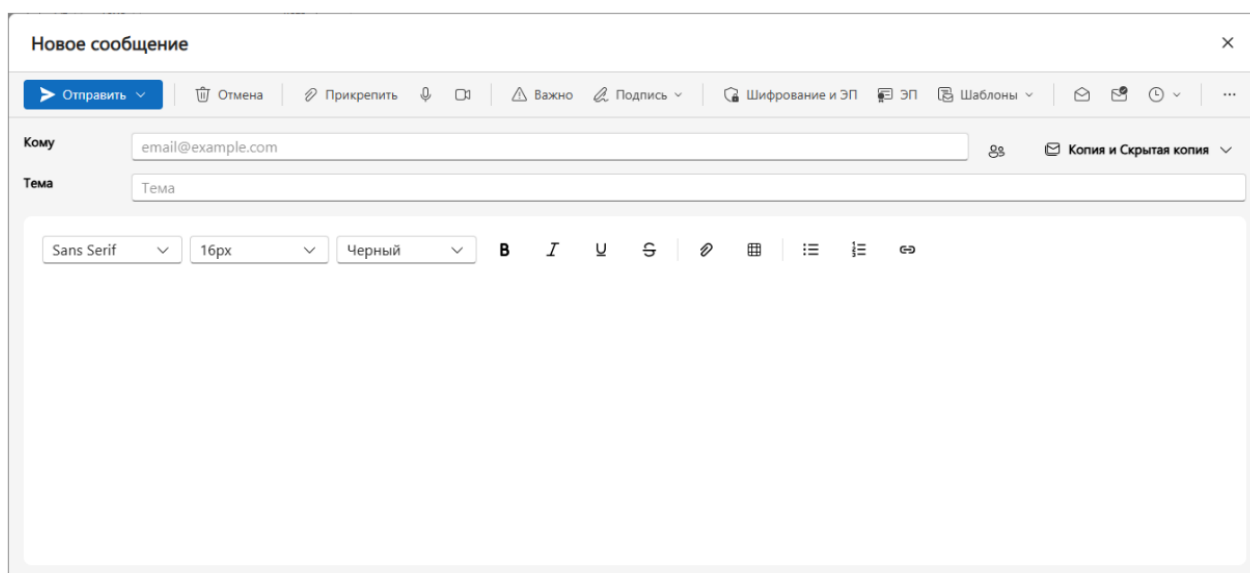 Новое сообщение
Отправить Отмена Прикрепить Важно Подпись Шифрование и ЭП ЭП Шаблоны ...
Кому email@example.com Копия и Скрытая копия
Тема Тема
Sans Serif 16px Черный B I U S